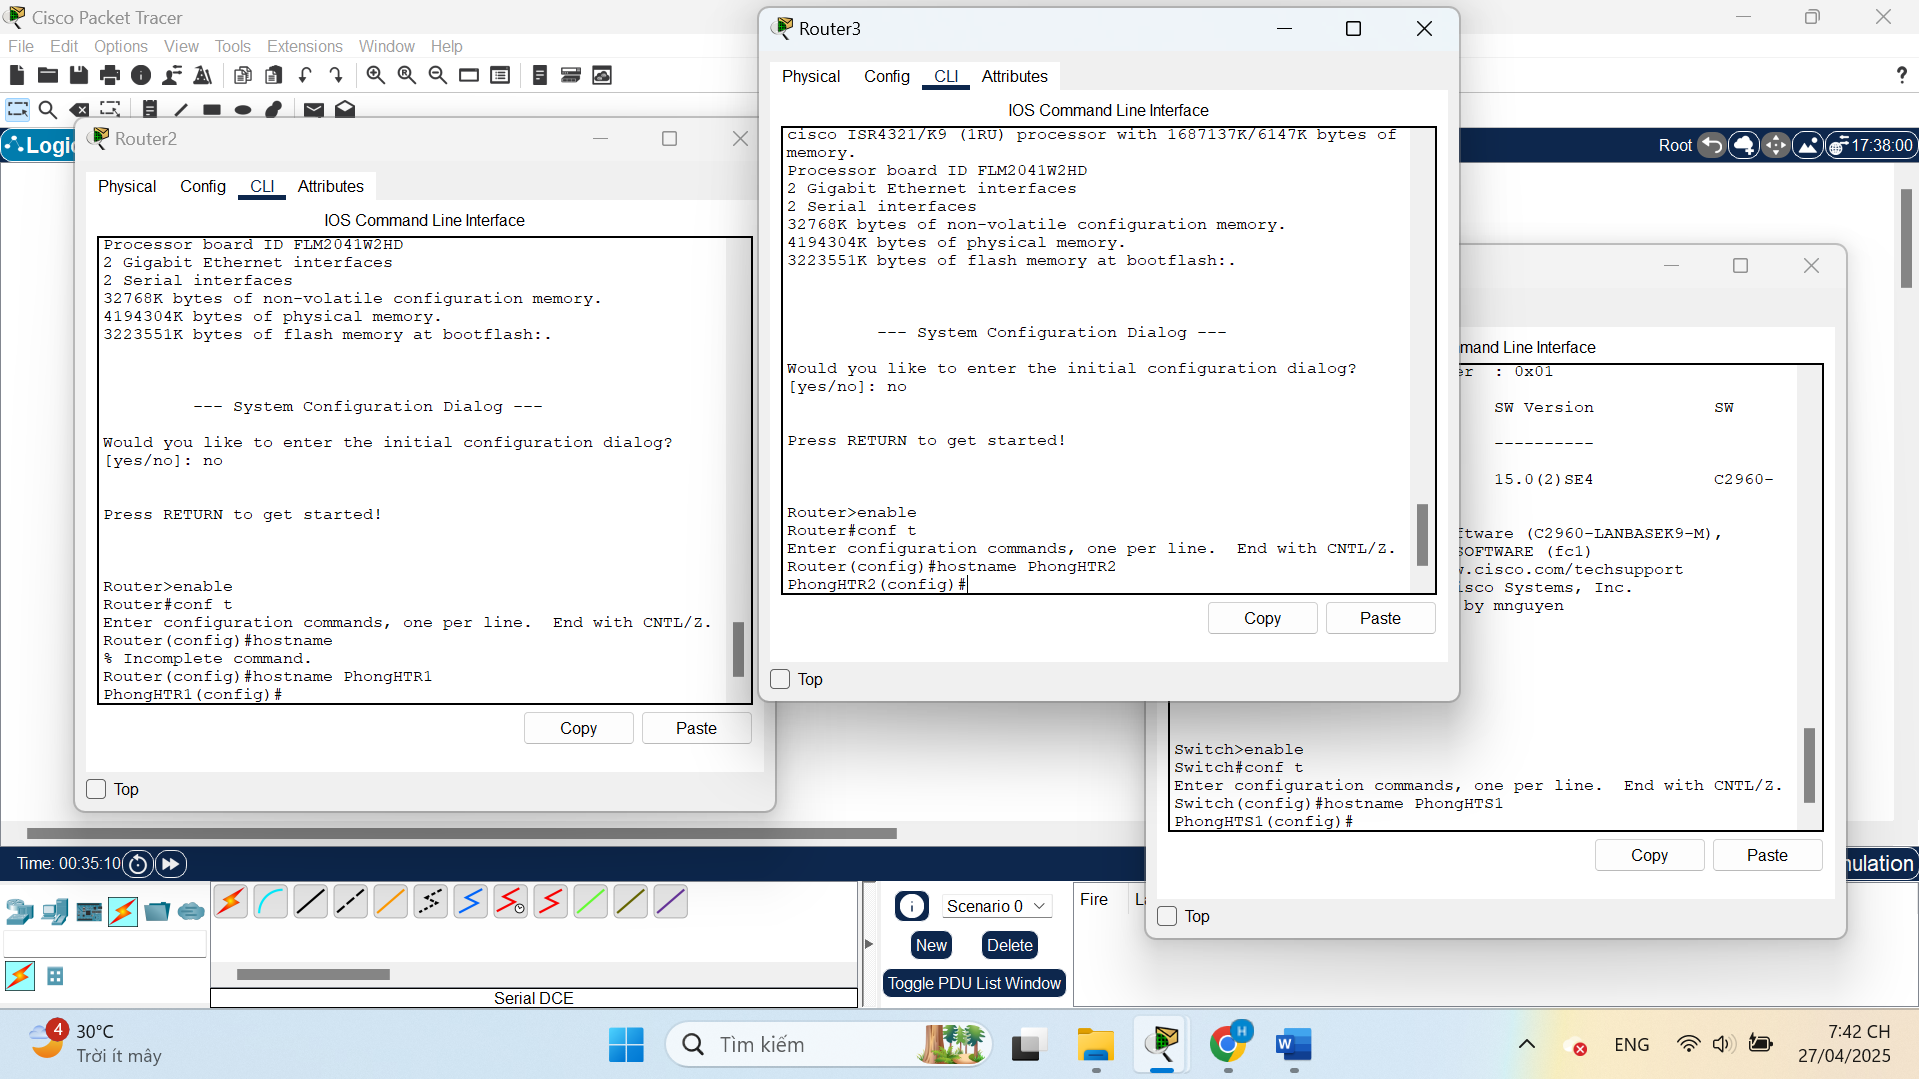 Cisco Packet Tracer
File Edit Options View Tools Extensions Window Help
Root
17:38:00
Router2
Physical Config CLI Attributes
IOS Command Line Interface
Processor board ID FLM2041W2HD
2 Gigabit Ethernet interfaces
2 Serial interfaces
32768K bytes of non-volatile configuration memory.
4194304K bytes of physical memory.
3223551K bytes of flash memory at bootflash:.
--- System Configuration Dialog ---
Would you like to enter the initial configuration dialog?
[yes/no]: no
Press RETURN to get started!
Router>enable
Router#conf t
Enter configuration commands, one per line.  End with CNTL/Z.
Router(config)#hostname
% Incomplete command.
Router(config)#hostname PhongHTR1
PhongHTR1(config)#
Copy Paste
Top
Router3
Physical Config CLI Attributes
IOS Command Line Interface
cisco ISR4321/K9 (1RU) processor with 1687137K/6147K bytes of
memory.
Processor board ID FLM2041W2HD
2 Gigabit Ethernet interfaces
2 Serial interfaces
32768K bytes of non-volatile configuration memory.
4194304K bytes of physical memory.
3223551K bytes of flash memory at bootflash:.
--- System Configuration Dialog ---
Would you like to enter the initial configuration dialog?
[yes/no]: no
Press RETURN to get started!
Router>enable
Router#conf t
Enter configuration commands, one per line.  End with CNTL/Z.
Router(config)#hostname PhongHTR2
PhongHTR2(config)#
Copy Paste
Top
mand Line Interface
er : 0x01
SW Version SW
----------
15.0(2)SE4 C2960-
ftware (C2960-LANBASEK9-M),
SOFTWARE (fc1)
w.cisco.com/techsupport
isco Systems, Inc.
by mnguyen
Switch>enable
Switch#conf t
Enter configuration commands, one per line.  End with CNTL/Z.
Switch(config)#hostname PhongHTS1
PhongHTS1(config)#
Copy Paste
Top
Time: 00:35:10
Scenario 0
New Delete
Toggle PDU List Window
Fire
Serial DCE
4
30°C
Trời ít mây
Tìm kiếm
H
ENG
7:42 CH
27/04/2025